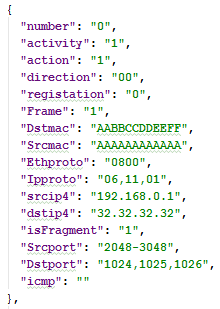 {
"number": "0",
"activity": "1",
"action": "1",
"direction": "00",
"registation": "0",
"Frame": "1",
"Dstmac": "AABBCCDDEEFF",
"Srcmac": "AAAAAAAAAAAA",
"Ethproto": "0800",
"Ipproto": "06,11,01",
"srcip4": "192.168.0.1",
"dstip4": "32.32.32.32",
"isFragment": "1",
"Srcport": "2048-3048",
"Dstport": "1024,1025,1026",
"icmp": ""
},